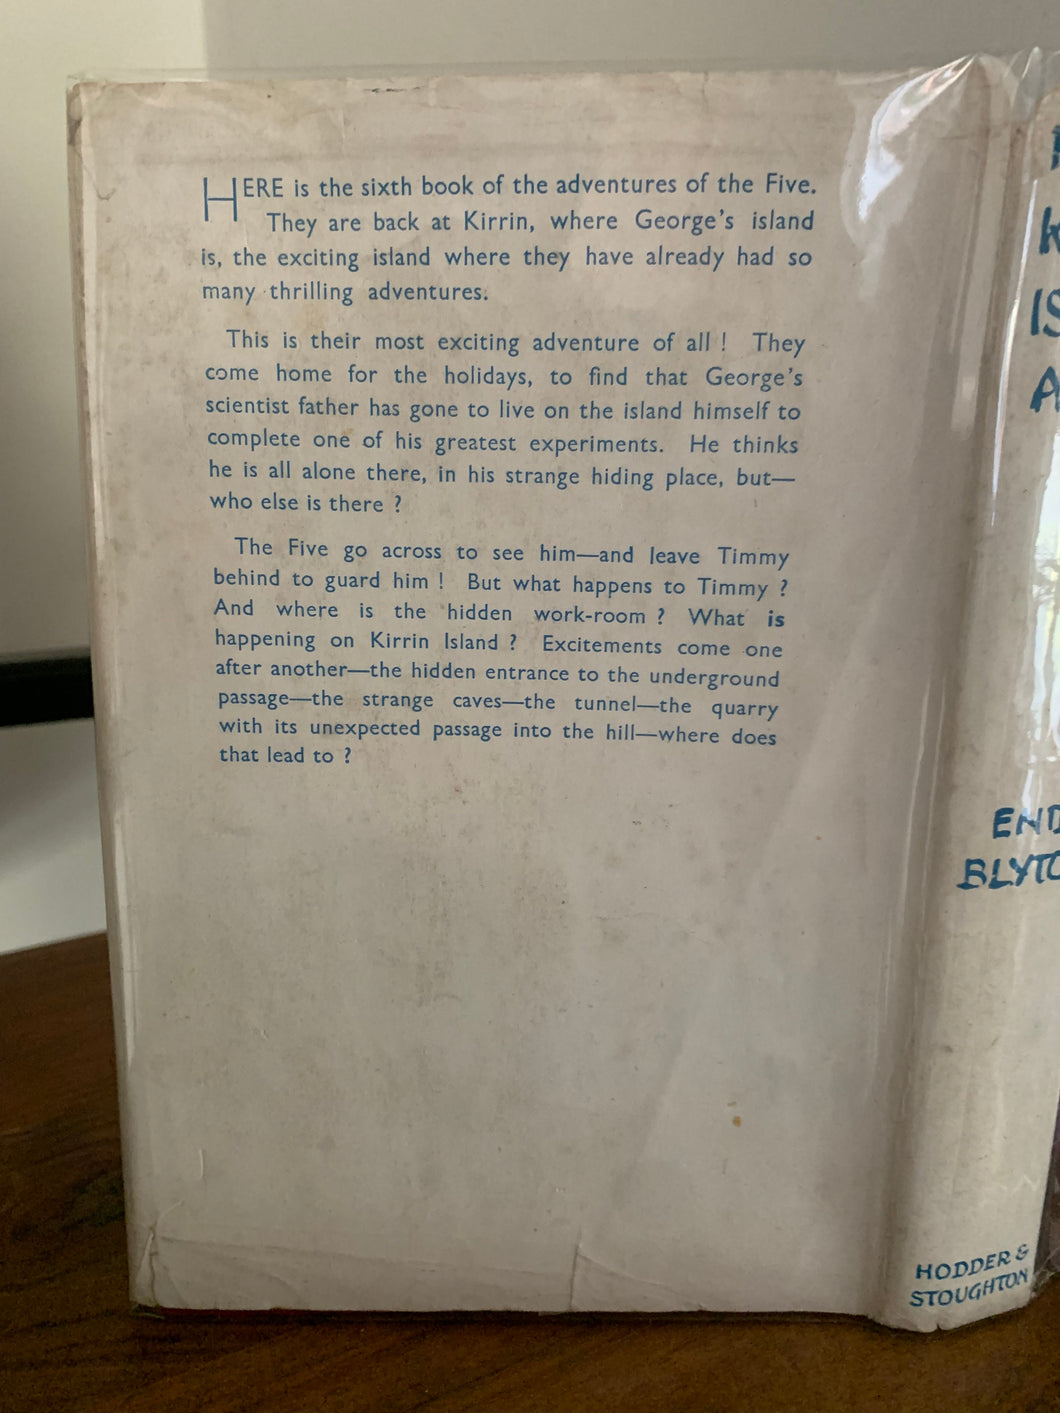 HERE is the sixth book of the adventures of the Five.
They are back at Kirrin, where George's island
is, the exciting island where they have already had so
many thrilling adventures.
This is their most exciting adventure of all ! They
come home for the holidays, to find that George's
scientist father has gone to live on the island himself to
complete one of his greatest experiments. He thinks
he is all alone there, in his strange hiding place, but—
who else is there ?
The Five go across to see him—and leave Timmy
behind to guard him ! But what happens to Timmy ?
And where is the hidden work-room ? What is
happening on Kirrin Island ? Excitements come one
after another—the hidden entrance to the underground
passage—the strange caves—the tunnel—the quarry
with its unexpected passage into the hill—where does
that lead to ?
HODDER &
STOUGHTON